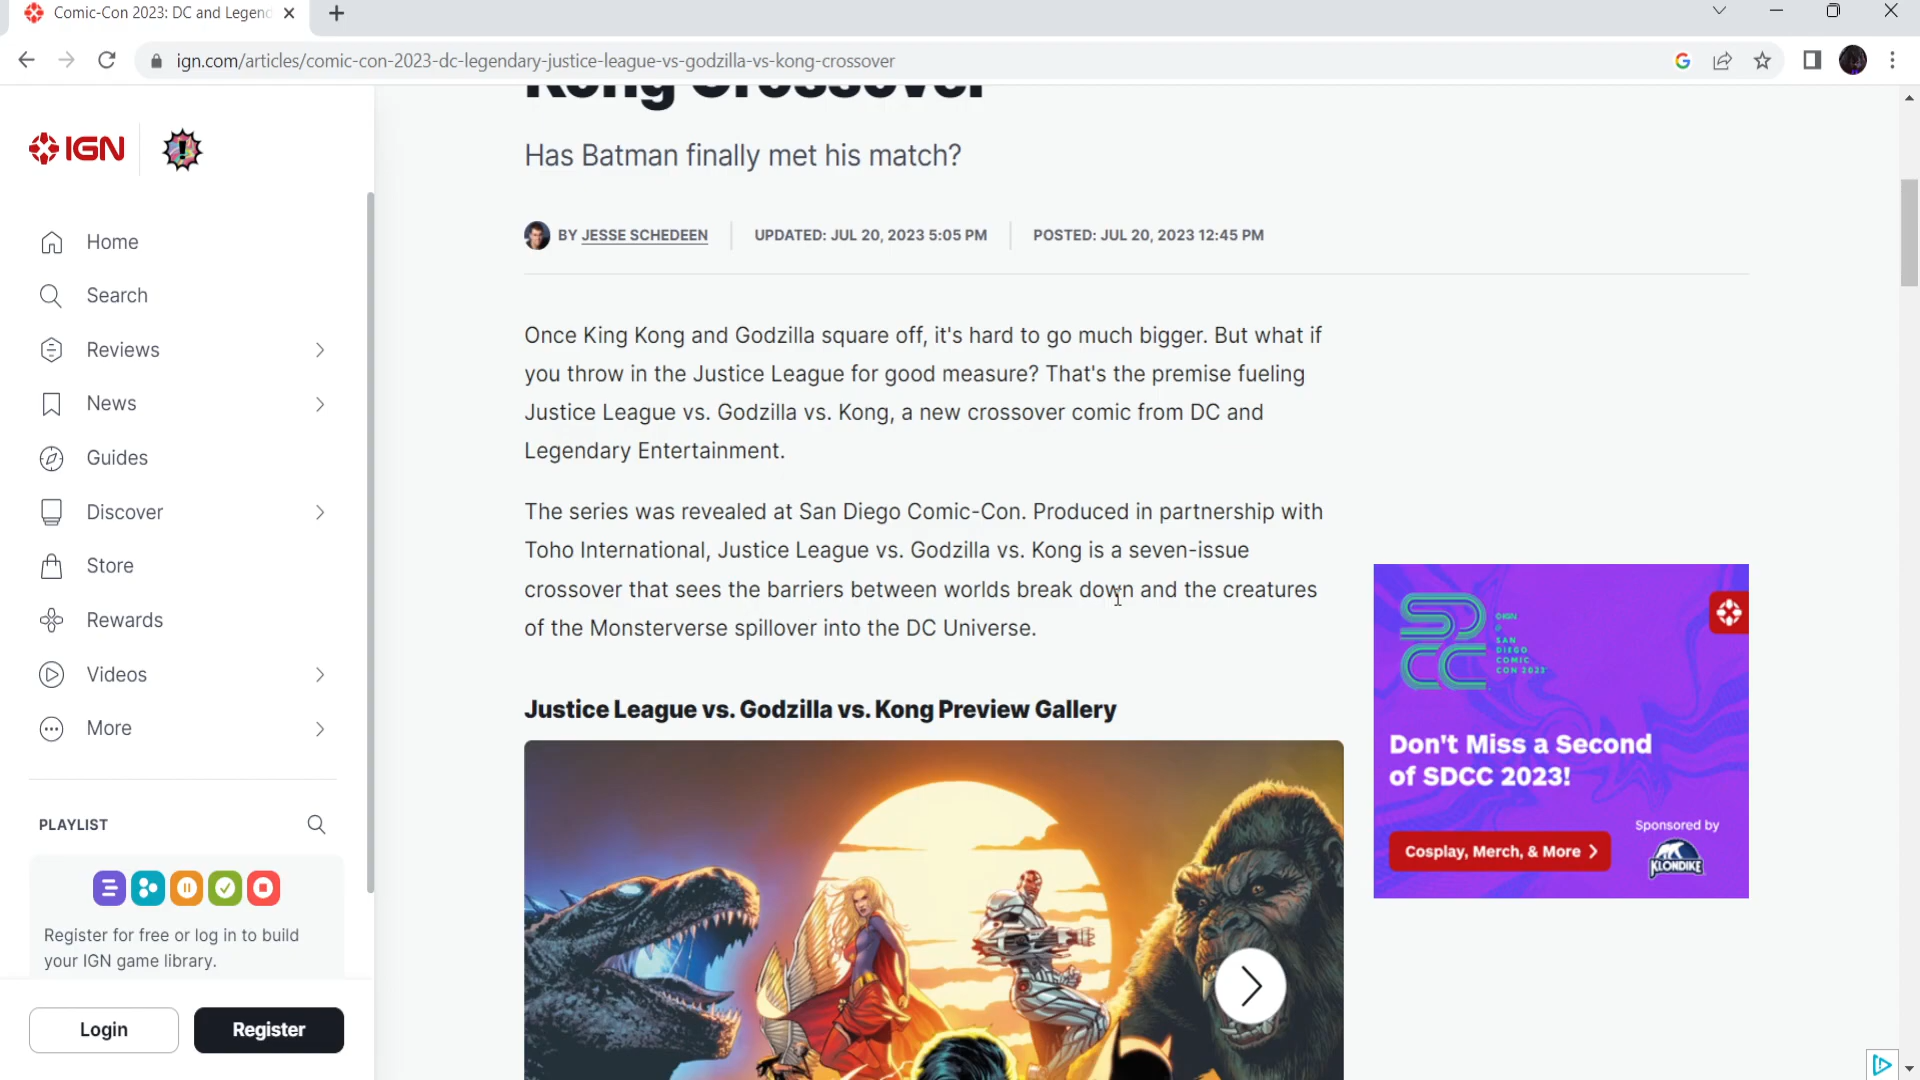 Comic-Con 2023: DC and Legend
ign.com/articles/comic-con-2023-dc-legendary-justice-league-vs-godzilla-vs-kong-crossover
IGN
Home
Search
Reviews
News
Guides
Discover
Store
Rewards
Videos
More
PLAYLIST
Register for free or log in to build
your IGN game library.
Login
Register
Kong Crossover
Has Batman finally met his match?
BY JESSE SCHEDEEN
UPDATED: JUL 20, 2023 5:05 PM
POSTED: JUL 20, 2023 12:45 PM
Once King Kong and Godzilla square off, it's hard to go much bigger. But what if
you throw in the Justice League for good measure? That's the premise fueling
Justice League vs. Godzilla vs. Kong, a new crossover comic from DC and
Legendary Entertainment.
The series was revealed at San Diego Comic-Con. Produced in partnership with
Toho International, Justice League vs. Godzilla vs. Kong is a seven-issue
crossover that sees the barriers between worlds break down and the creatures
of the Monsterverse spillover into the DC Universe.
Justice League vs. Godzilla vs. Kong Preview Gallery
SDCC
IGN
@
SAN
DIEGO
COMIC
CON 2023
Don't Miss a Second
of SDCC 2023!
Cosplay, Merch, & More
Sponsored by
KLONDIKE